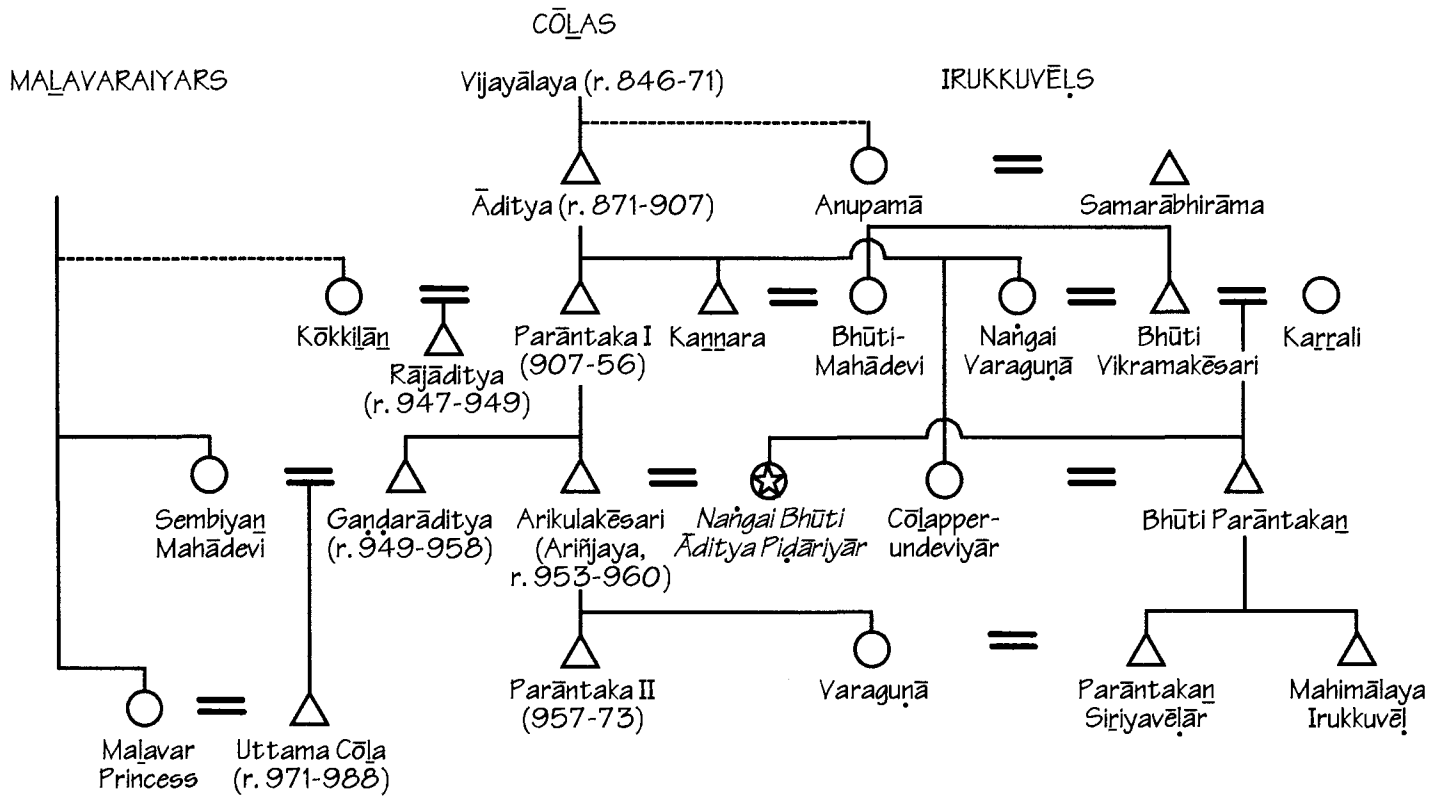 CŌḺAS
MAḺAVARAIYARS
Vijayālaya (r. 846-71)
IRUKKUVĒḶS
Āditya (r. 871-907)
Anupamā
Samarābhirāma
Kōkkiḻāṉ
Parāntaka I
(907-56)
Kaṉṉara
Bhūti-
Mahādevi
Naṅgai
Varaguṇā
Bhūti
Vikramakēsari
Kaṟṟali
Rājāditya
(r. 947-949)
Sembiyaṉ
Mahādevi
Gaṇḍarāditya
(r. 949-958)
Arikulakēsari
(Ariñjaya,
r. 953-960)
Naṅgai Bhūti
Āditya Piḍāriyār
Cōḻapper-
undeviyār
Bhūti Parāntakaṉ
Parāntaka II
(957-73)
Varaguṇā
Parāntakaṉ
Siṟiyavēḷār
Mahimālaya
Irukkuvēḷ
Maḻavar
Princess
Uttama Cōḻa
(r. 971-988)